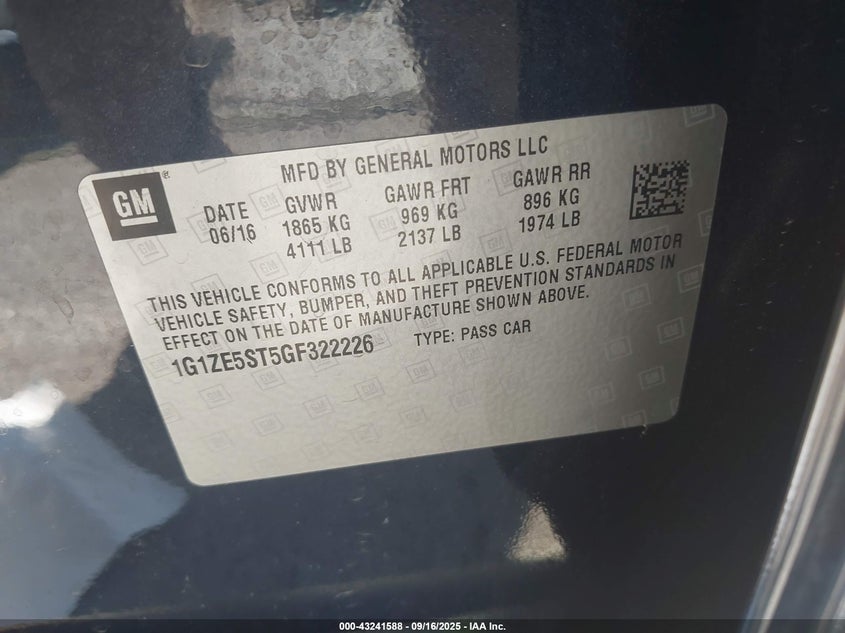 MFD BY GENERAL MOTORS LLC
GM
DATE GVWR GAWR FRT GAWR RR
06/16 1865 KG 969 KG 896 KG
4111 LB 2137 LB 1974 LB
THIS VEHICLE CONFORMS TO ALL APPLICABLE U.S. FEDERAL MOTOR
VEHICLE SAFETY, BUMPER, AND THEFT PREVENTION STANDARDS IN
EFFECT ON THE DATE OF MANUFACTURE SHOWN ABOVE.
1G1ZE5ST5GF322226 TYPE: PASS CAR
000-43241588 - 09/16/2025 - IAA Inc.